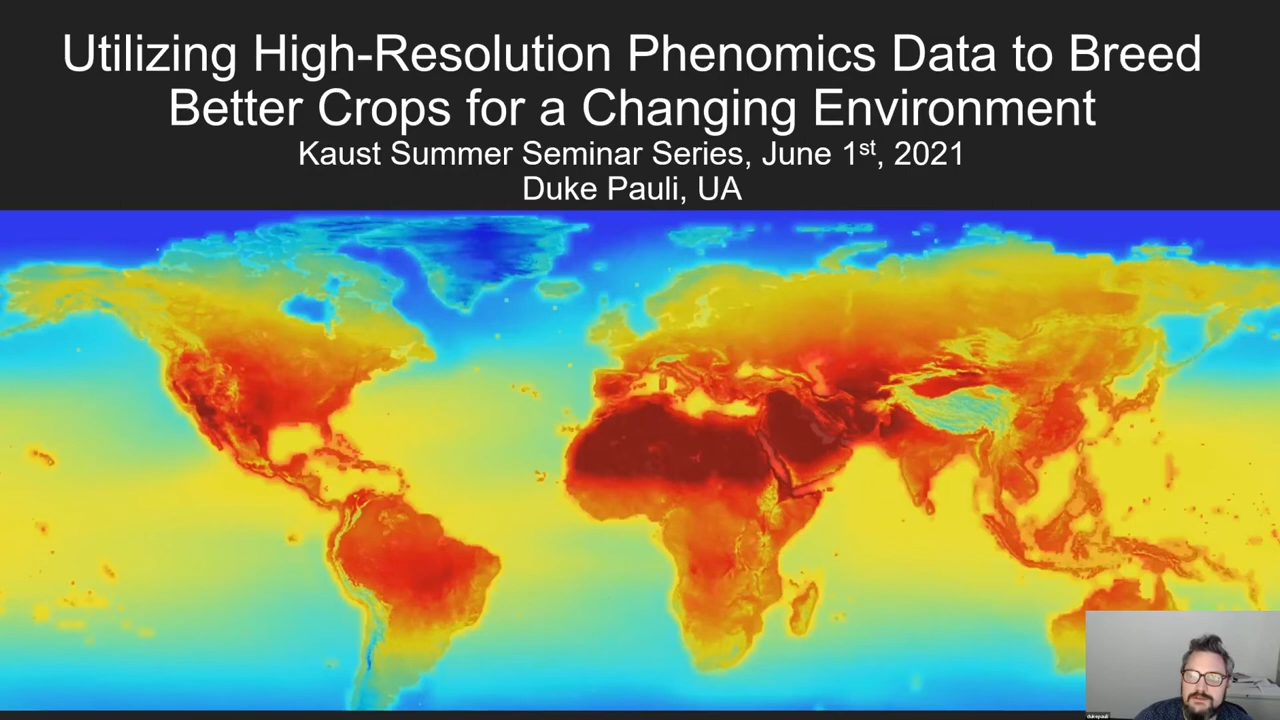 Utilizing High-Resolution Phenomics Data to Breed
Better Crops for a Changing Environment
Kaust Summer Seminar Series, June 1st, 2021
Duke Pauli, UA
dukepauli